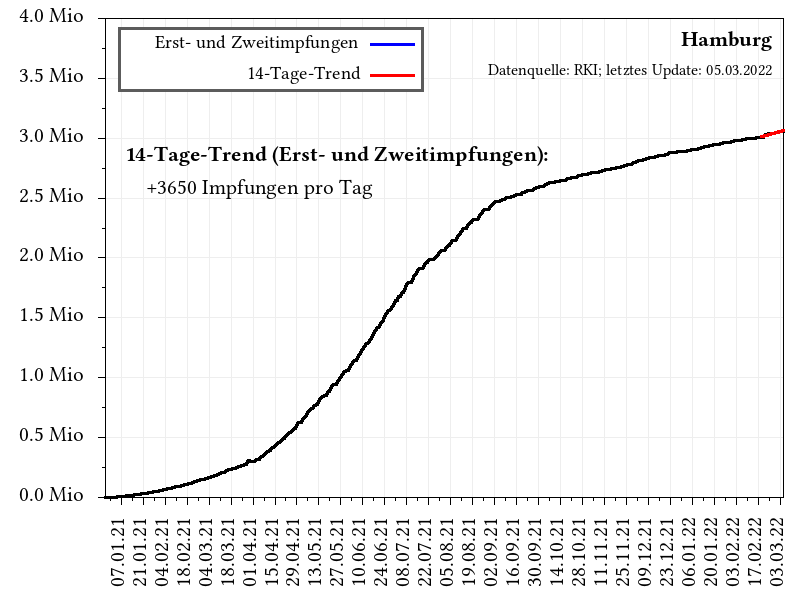 4.0 Mio
3.5 Mio
3.0 Mio
2.5 Mio
2.0 Mio
1.5 Mio
1.0 Mio
0.5 Mio
0.0 Mio
Erst- und Zweitimpfungen
14-Tage-Trend
Hamburg
Datenquelle: RKI; letztes Update: 05.03.2022
14-Tage-Trend (Erst- und Zweitimpfungen):
+3650 Impfungen pro Tag
07.01.21
21.01.21
04.02.21
18.02.21
04.03.21
18.03.21
01.04.21
15.04.21
29.04.21
13.05.21
27.05.21
10.06.21
24.06.21
08.07.21
22.07.21
05.08.21
19.08.21
02.09.21
16.09.21
30.09.21
14.10.21
28.10.21
11.11.21
25.11.21
09.12.21
23.12.21
06.01.22
20.01.22
03.02.22
17.02.22
03.03.22